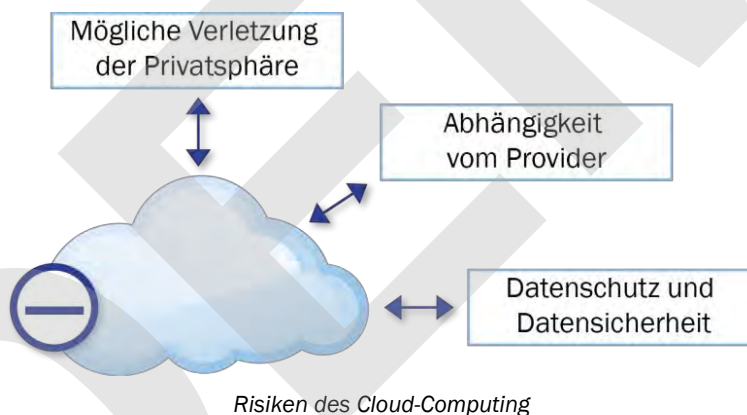 Mögliche Verletzung
der Privatsphäre
Abhängigkeit
vom Provider
Datenschutz und
Datensicherheit
Risiken des Cloud-Computing